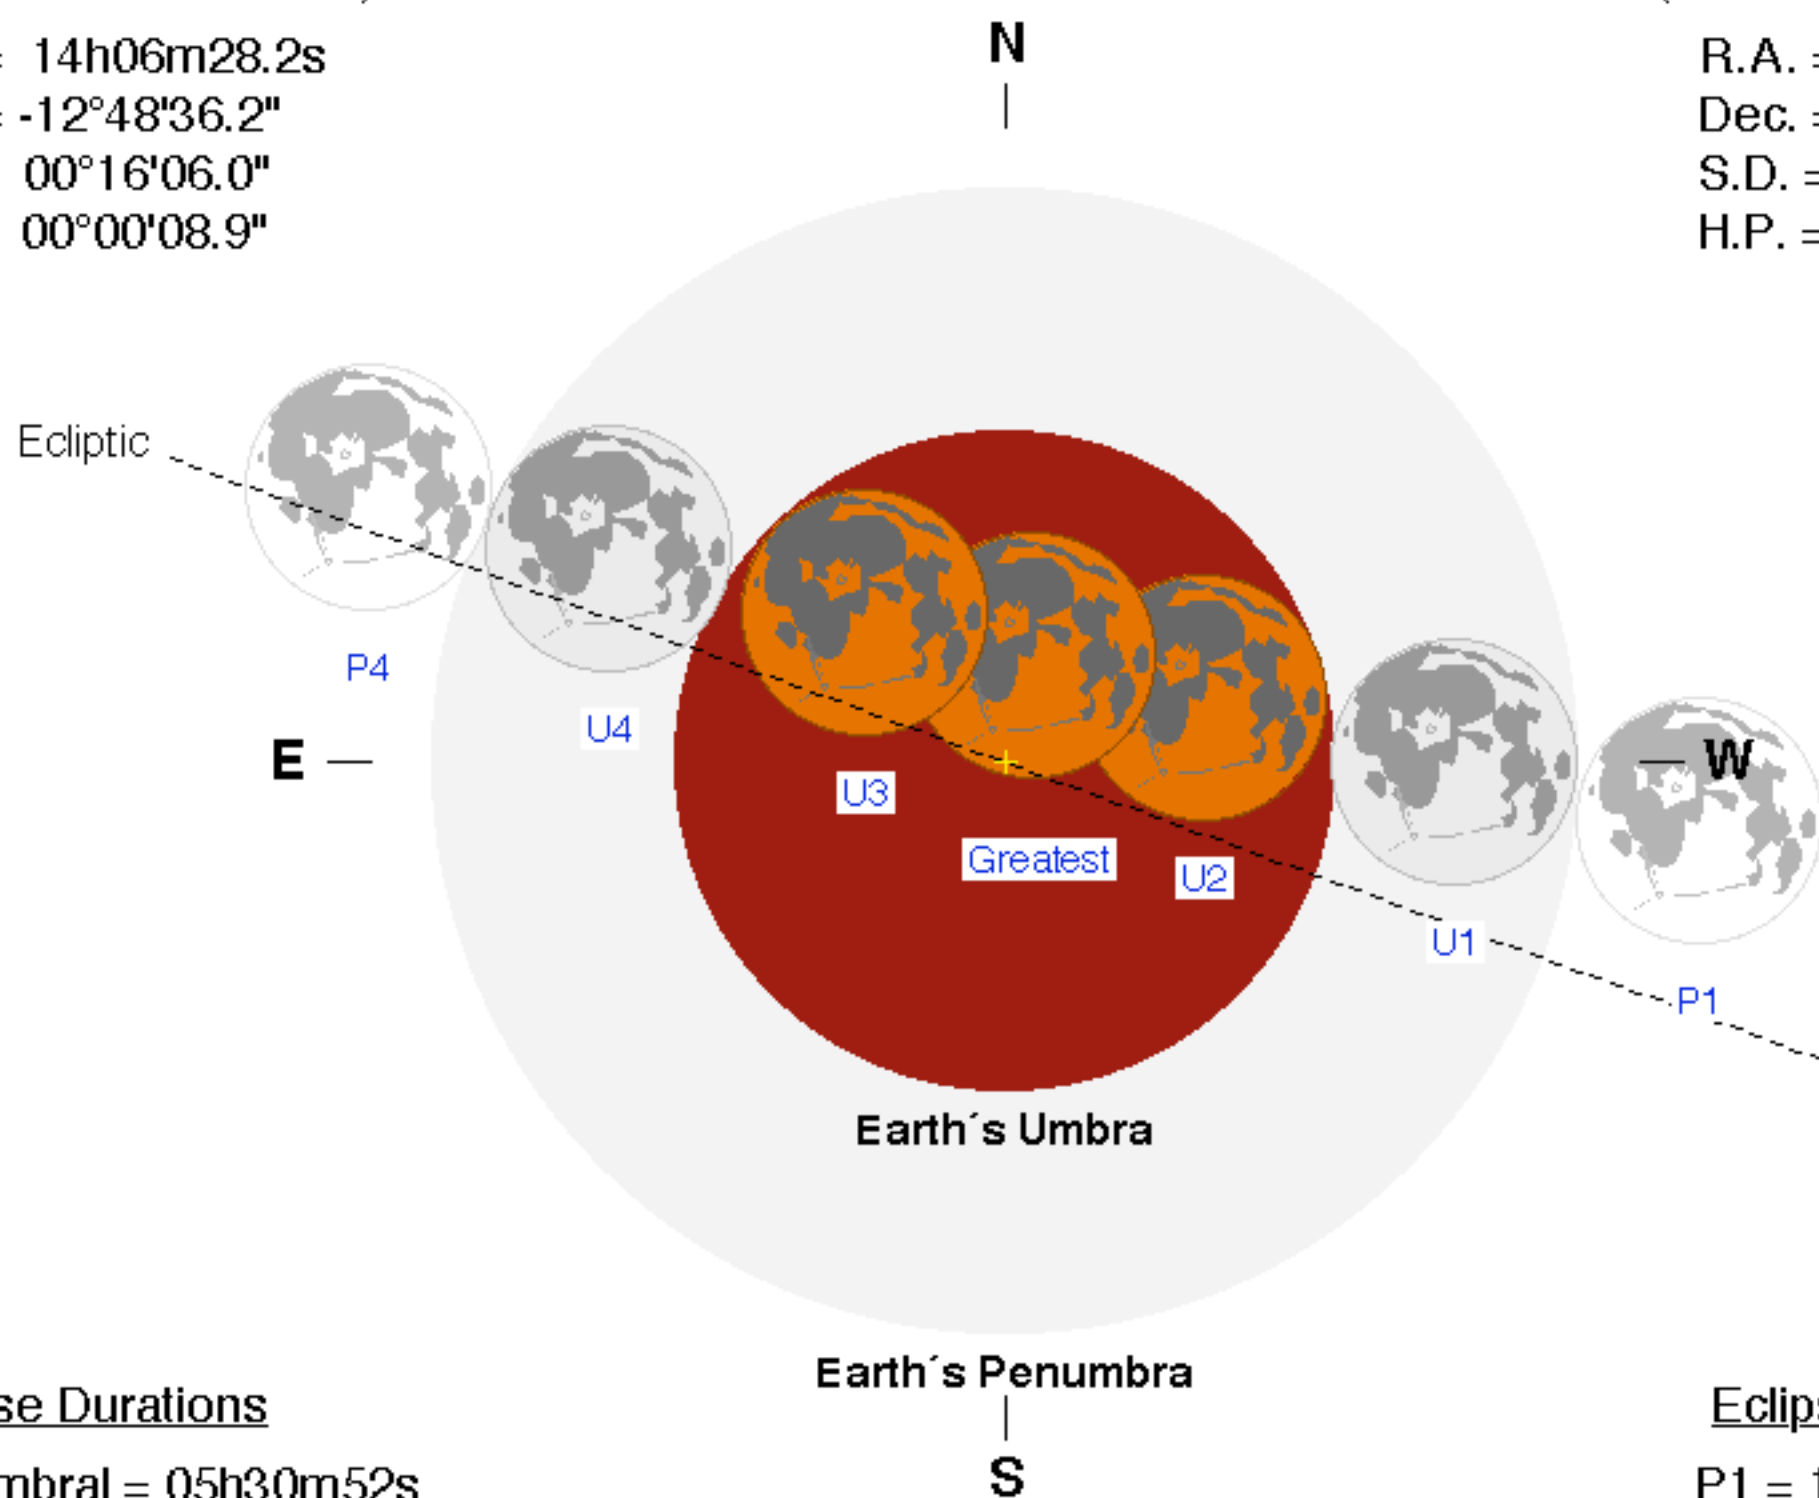 = 14h06m28.2s
= -12°48'36.2"
00°16'06.0"
00°00'08.9"
N
R.A. =
Dec. =
S.D. =
H.P. =
Ecliptic
P4
U4
E
U3
Greatest
U2
W
U1
P1
Earth´s Umbra
Earth´s Penumbra
S
se Durations
mbral = 05h30m52s
Eclips
P1 =